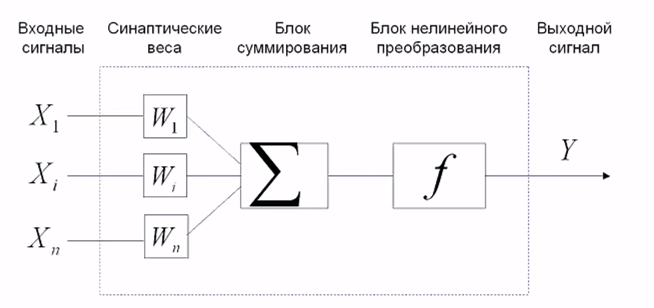 Входные сигналы
Синаптические веса
Блок суммирования
Блок нелинейного преобразования
Выходной сигнал
X₁
W₁
Xᵢ
Wᵢ
∑
f
Y
Xₙ
Wₙ